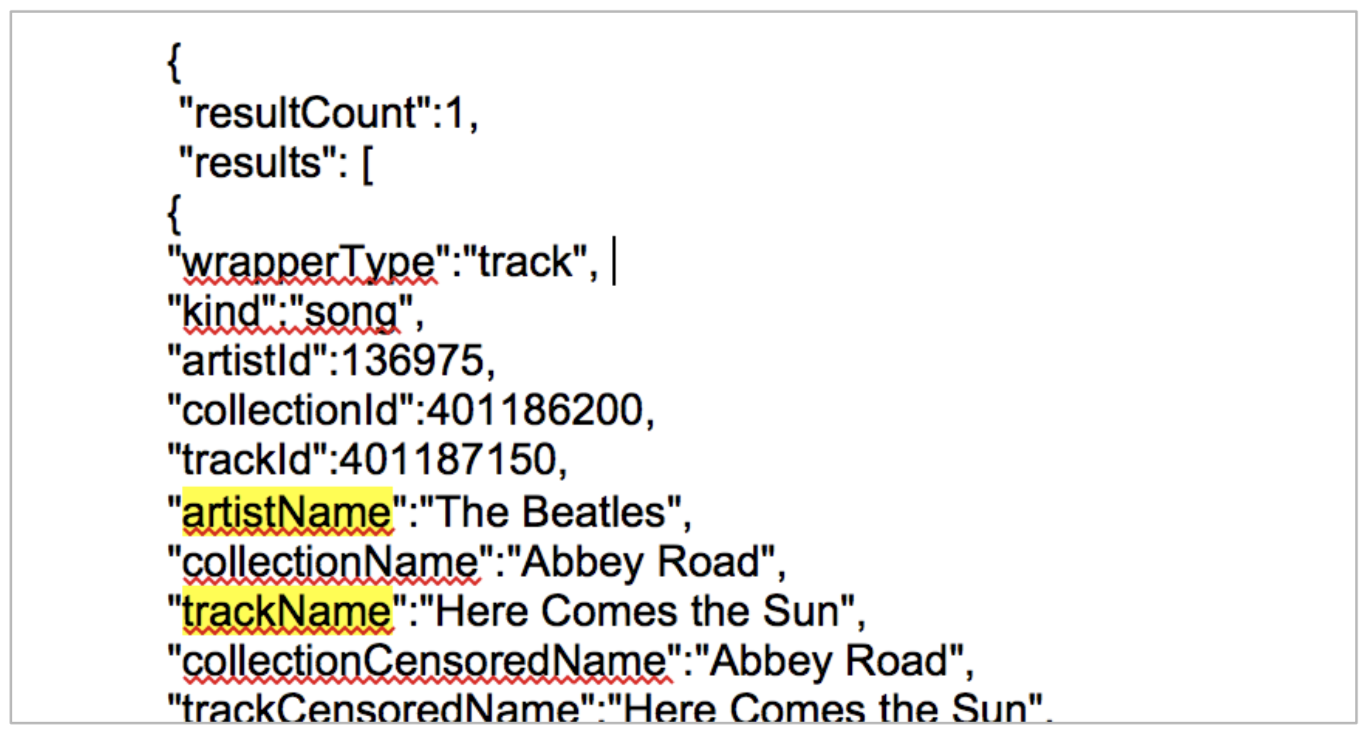 {
"resultCount":1,
"results": [
{
"wrapperType":"track",
"kind":"song",
"artistId":136975,
"collectionId":401186200,
"trackId":401187150,
"artistName":"The Beatles",
"collectionName":"Abbey Road",
"trackName":"Here Comes the Sun",
"collectionCensoredName":"Abbey Road",
"trackCensoredName":"Here Comes the Sun",